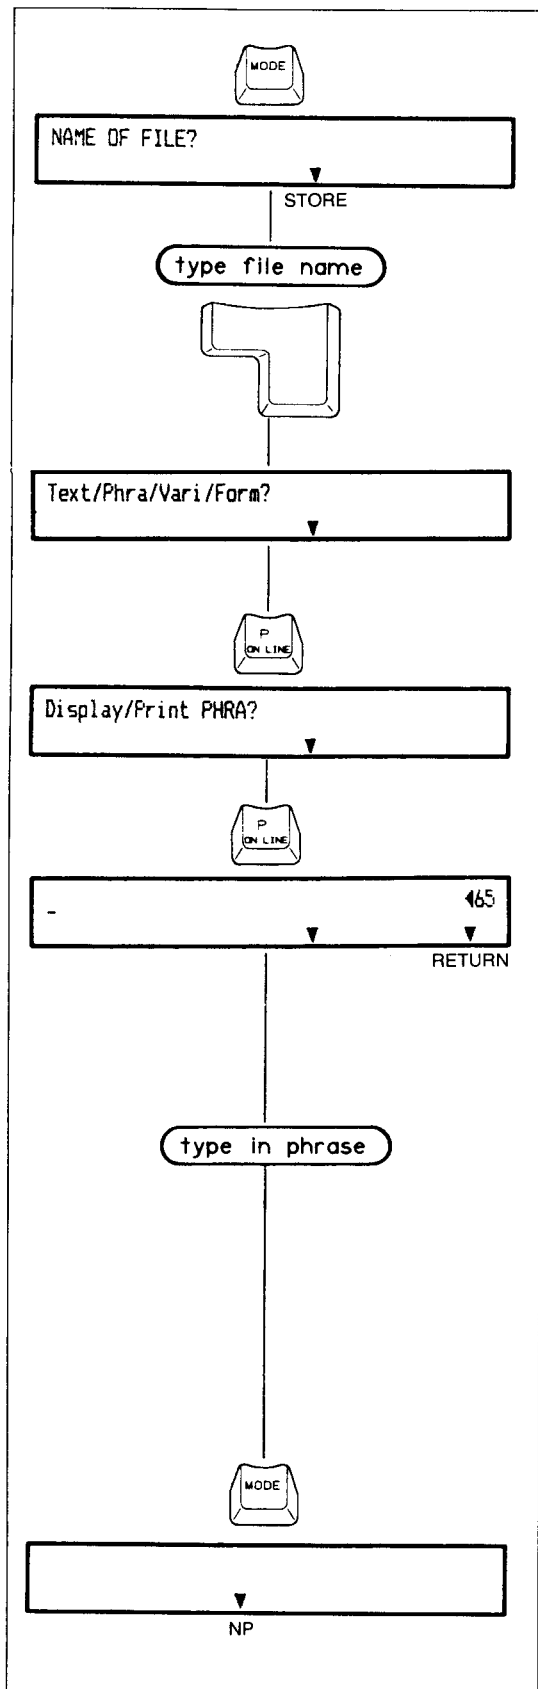 MODE
NAME OF FILE?
STORE
type file name
Text/Phra/Vari/Form?
P
ON LINE
Display/Print PHRA?
P
ON LINE
_ 65
RETURN
type in phrase
MODE
NP